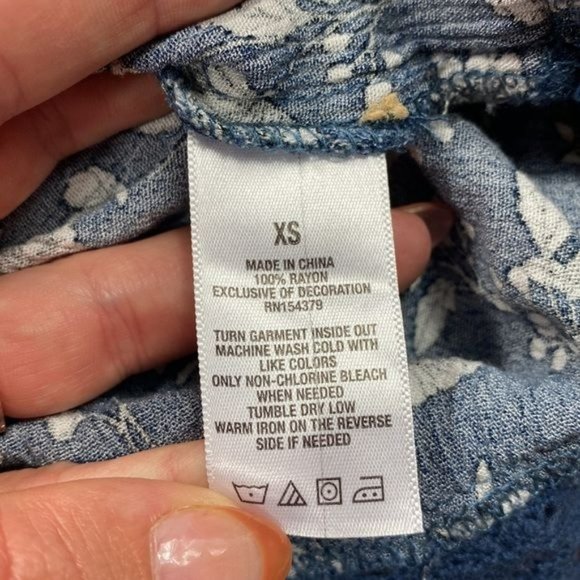 XS
MADE IN CHINA
100% RAYON
EXCLUSIVE OF DECORATION
RN154379
TURN GARMENT INSIDE OUT
MACHINE WASH COLD WITH
LIKE COLORS
ONLY NON-CHLORINE BLEACH
WHEN NEEDED
TUMBLE DRY LOW
WARM IRON ON THE REVERSE
SIDE IF NEEDED